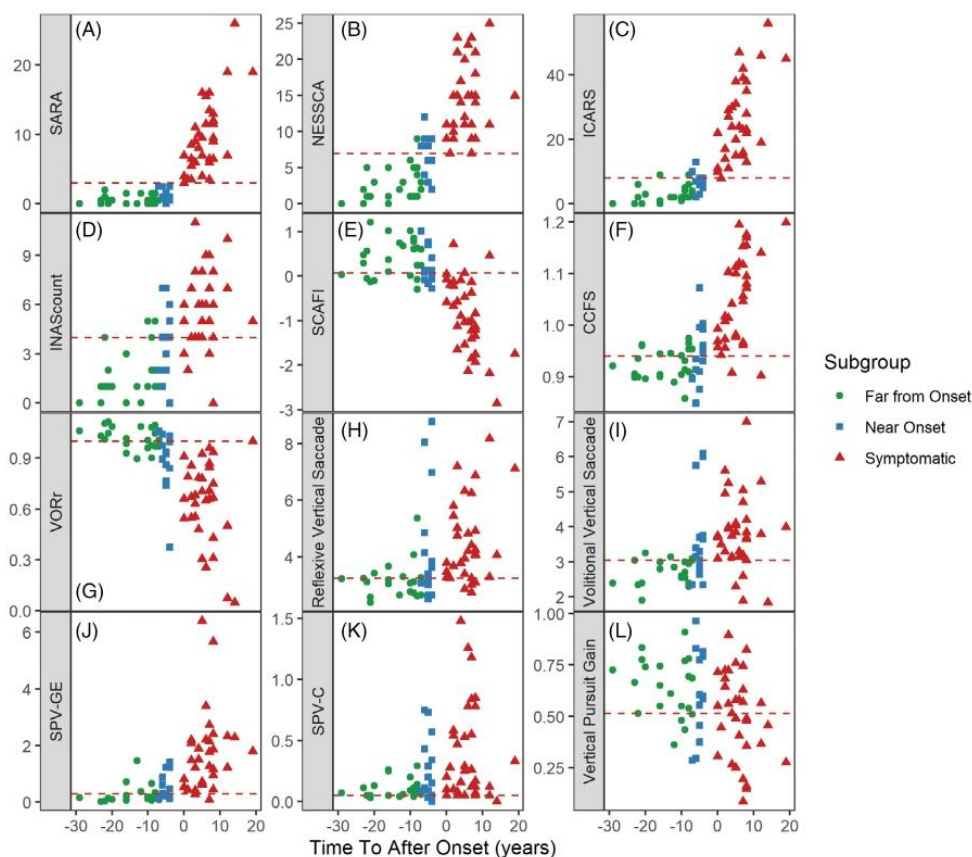 (A)
SARA
0
10
20
(B)
NESSCA
0
5
10
15
20
25
(C)
ICARS
0
20
40
(D)
INAScount
0
3
6
9
(E)
SCAFI
-3
-2
-1
0
1
(F)
CCFS
0.9
1.0
1.1
1.2
(G)
VORr
0.0
0.3
0.6
0.9
(H)
Reflexive Vertical Saccade
4
6
8
(I)
Volitional Vertical Saccade
2
3
4
5
6
7
(J)
SPV-GE
0
2
4
6
(K)
SPV-C
0.0
0.5
1.0
1.5
(L)
Vertical Pursuit Gain
0.25
0.50
0.75
1.00
-30 -20 -10 0 10 20
-30 -20 -10 0 10 20
-30 -20 -10 0 10 20
Time To After Onset (years)
Subgroup
Far from Onset
Near Onset
Symptomatic